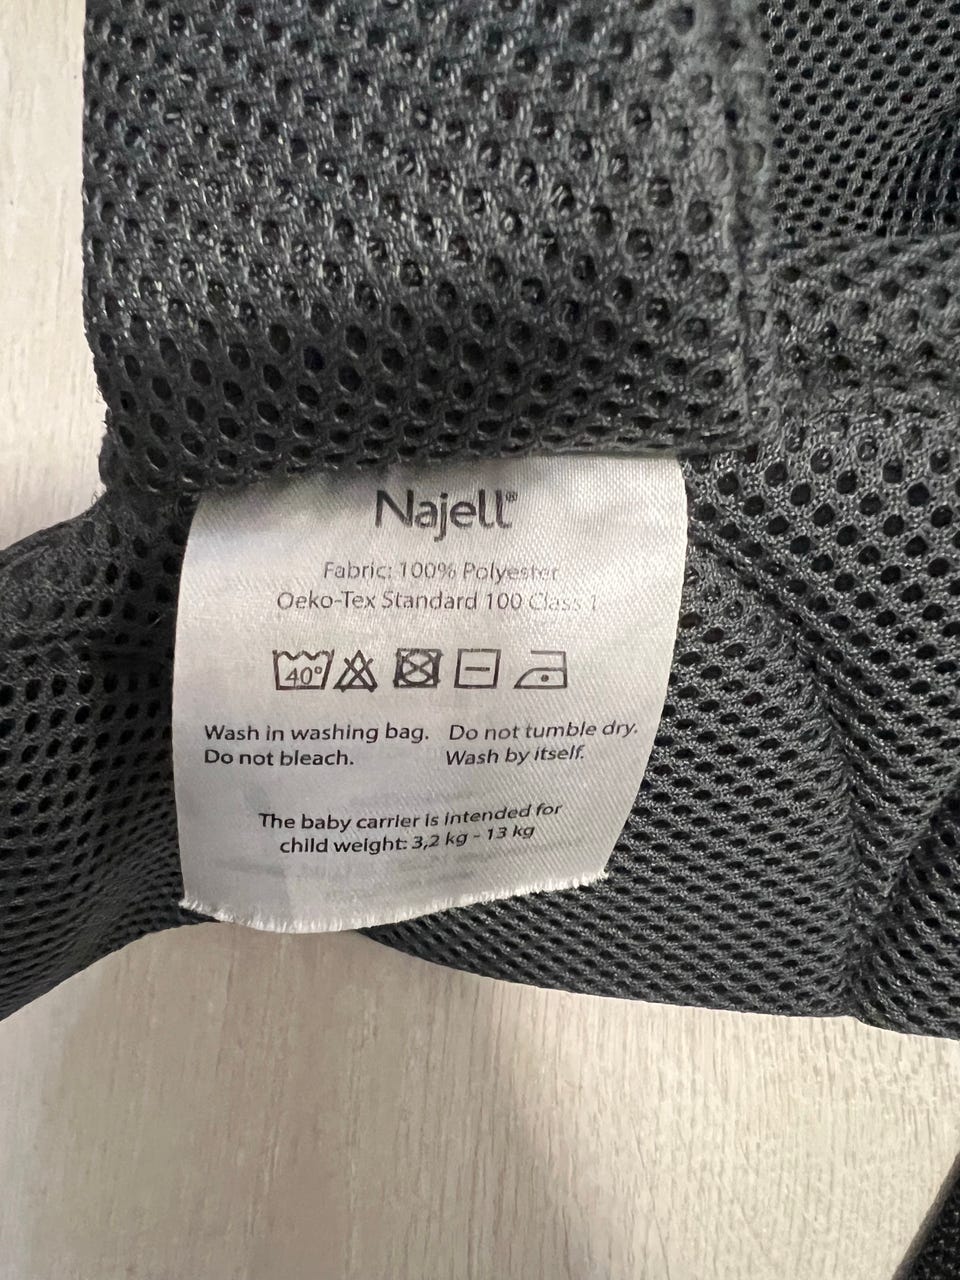 Najell®
Fabric: 100% Polyester
Oeko-Tex Standard 100 Class 1
40°
Wash in washing bag. Do not tumble dry.
Do not bleach. Wash by itself.
The baby carrier is intended for
child weight: 3,2 kg - 13 kg